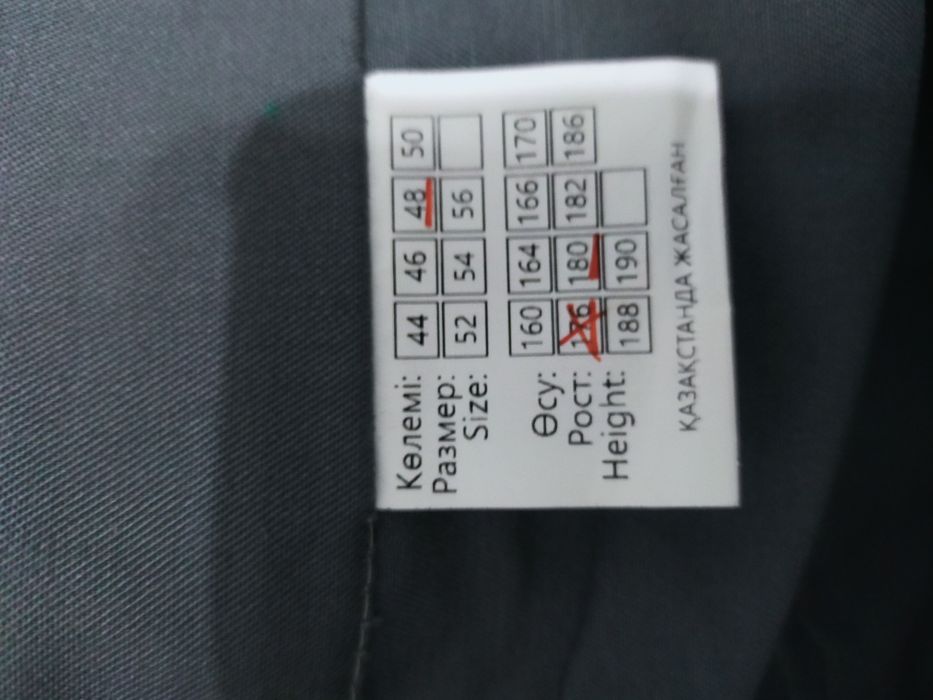 Көлемі: 44 46 48 50
Размер: 52 54 56
Size:
Өсу: 160 164 166 170
Рост: 176 180 182 186
Height: 188 190
ҚАЗАҚСТАНДА ЖАСАЛҒАН